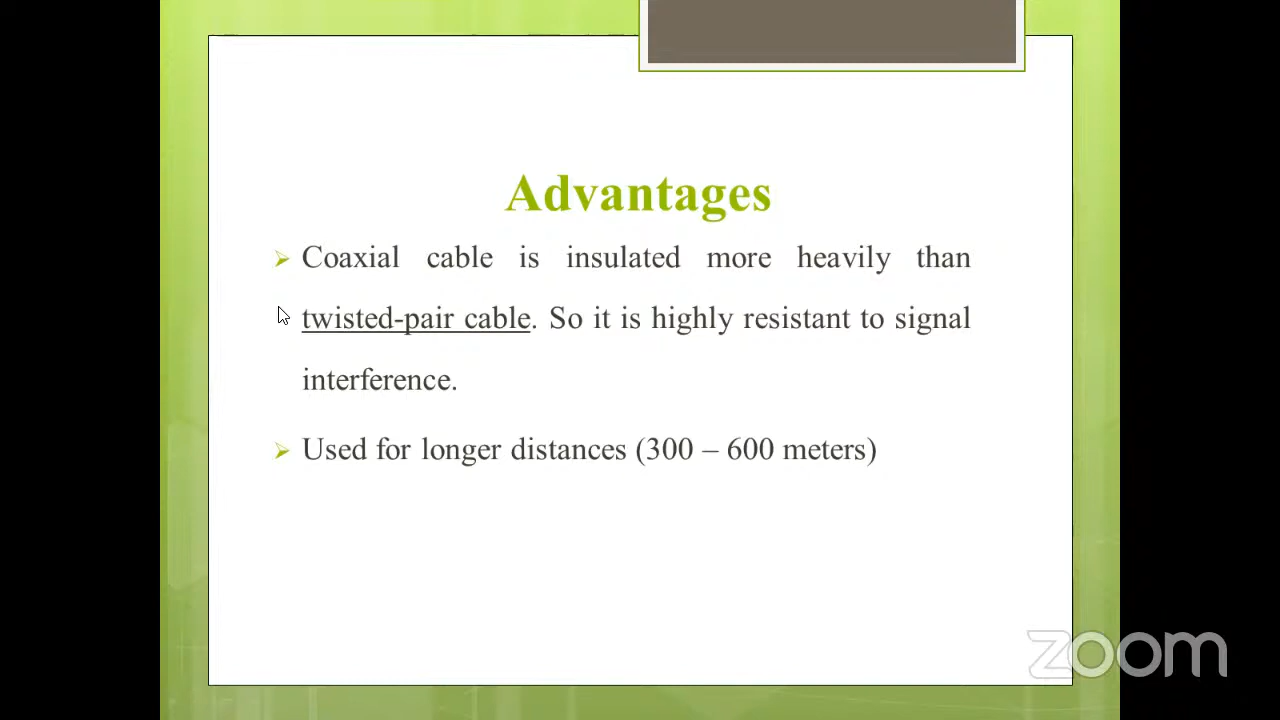 Advantages
Coaxial cable is insulated more heavily than
twisted-pair cable. So it is highly resistant to signal
interference.
Used for longer distances (300 – 600 meters)
zoom